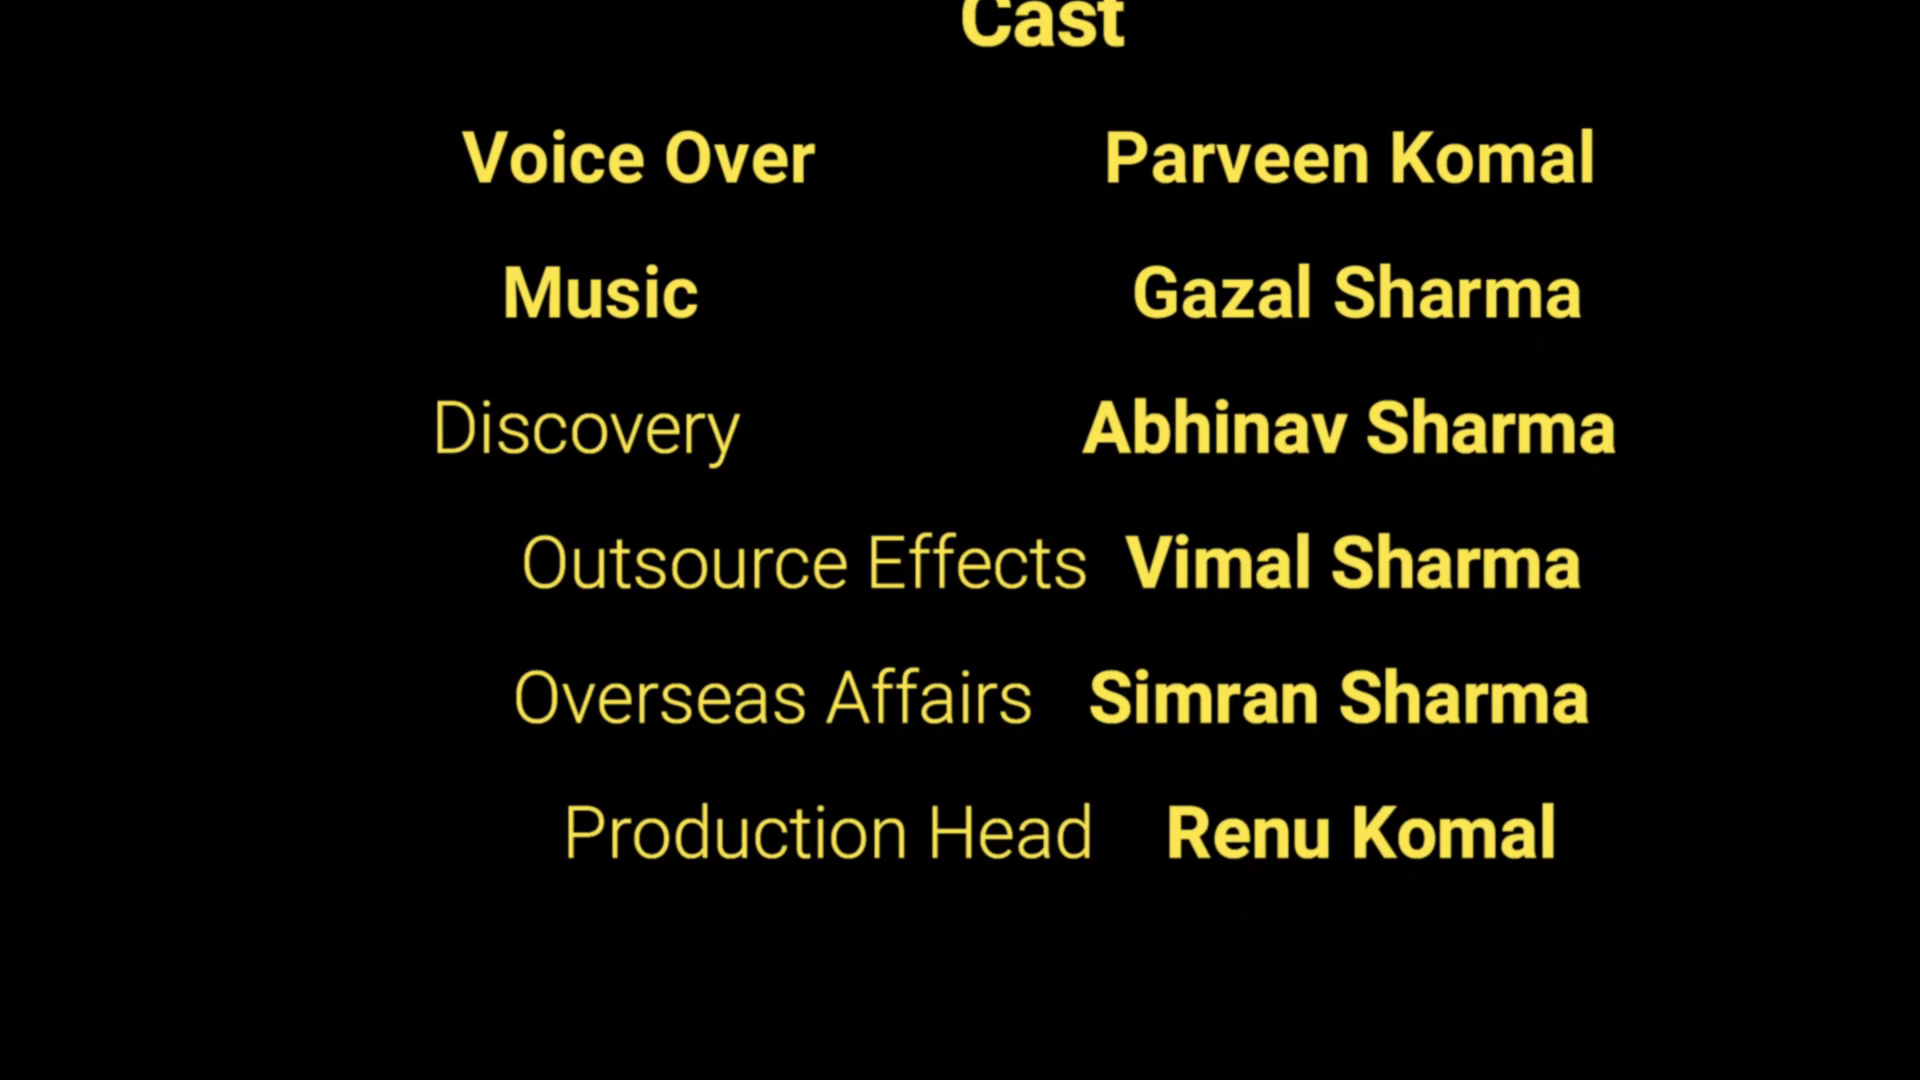 Cast
Voice Over Parveen Komal
Music Gazal Sharma
Discovery Abhinav Sharma
Outsource Effects Vimal Sharma
Overseas Affairs Simran Sharma
Production Head Renu Komal